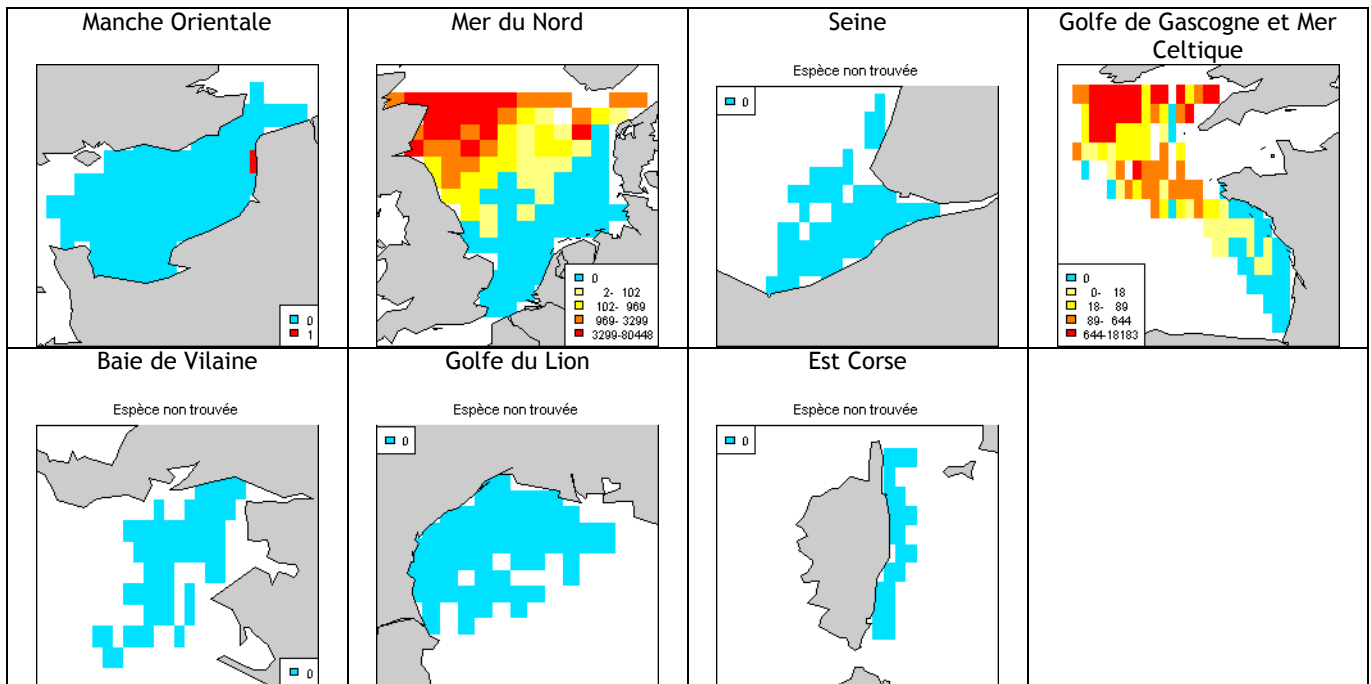 Manche Orientale
0
1
Mer du Nord
0
2- 102
102- 969
969- 3299
3299-80448
Seine
Espèce non trouvée
0
Golfe de Gascogne et Mer
Celtique
0
0- 18
18- 89
89- 644
644-18183
Baie de Vilaine
Espèce non trouvée
0
Golfe du Lion
Espèce non trouvée
0
Est Corse
Espèce non trouvée
0